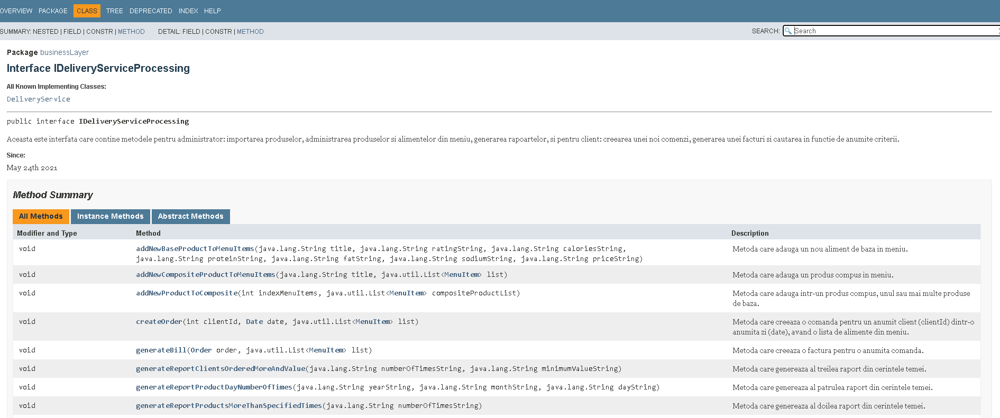 OVERVIEW PACKAGE CLASS TREE DEPRECATED INDEX HELP
SUMMARY: NESTED | FIELD | CONSTR | METHOD DETAIL: FIELD | CONSTR | METHOD SEARCH: Search
Package businessLayer
Interface IDeliveryServiceProcessing
All Known Implementing Classes:
DeliveryService
public interface IDeliveryServiceProcessing
Aceasta este interfata care contine metodele pentru administrator: importarea produselor, administrarea produselor si alimentelor din meniu, generarea rapoartelor, si pentru client: creearea unei noi comenzi, generarea unei facturi si cautarea in functie de anumite criterii.
Since:
May 24th 2021
Method Summary
All Methods Instance Methods Abstract Methods
Modifier and Type Method Description
void addNewBaseProductToMenuItems(java.lang.String title, java.lang.String ratingString, java.lang.String caloriesString, Metoda care adauga un nou aliment de baza in meniu.
java.lang.String proteinString, java.lang.String fatString, java.lang.String sodiumString, java.lang.String priceString)
void addNewCompositeProductToMenuItems(java.lang.String title, java.util.List<MenuItem> list) Metoda care adauga un produs compus in meniu.
void addNewProductToComposite(int indexMenuItems, java.util.List<MenuItem> compositeProductList) Metoda care adauga intr-un produs compus, unul sau mai multe produse
de baza.
void createOrder(int clientId, Date date, java.util.List<MenuItem> list) Metoda care creeaza o comanda pentru un anumit client (clientId) dintr-o
anumita zi (date), avand o lista de alimente din meniu.
void generateBill(Order order, java.util.List<MenuItem> list) Metoda care creeaza o factura pentru o anumita comanda.
void generateReportClientsOrderedMoreAndValue(java.lang.String numberOfTimesString, java.lang.String minimumValueString) Metoda care genereaza al treilea raport din cerintele temei.
void generateReportProductDayNumberOfTimes(java.lang.String yearString, java.lang.String monthString, java.lang.String dayString) Metoda care genereaza al patrulea raport din cerintele temei.
void generateReportProductsMoreThanSpecifiedTimes(java.lang.String numberOfTimesString) Metoda care genereaza al doilea raport din cerintele temei.